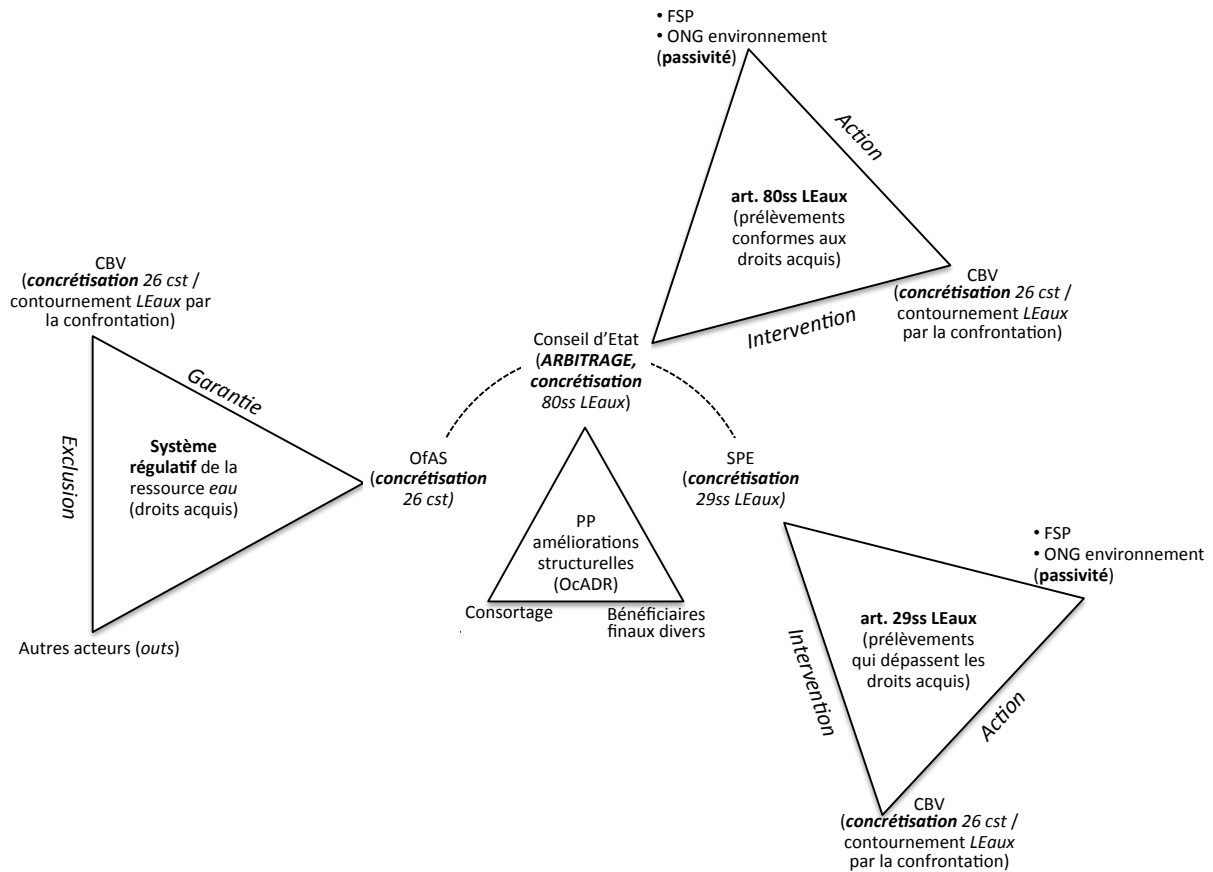 • FSP
• ONG environnement
(passivité)
Action
art. 80ss LEaux
(prélèvements
conformes aux
droits acquis)
CBV
(concrétisation 26 cst /
contournement LEaux
par la confrontation)
Intervention
CBV
(concrétisation 26 cst /
contournement LEaux par
la confrontation)
Garantie
Exclusion
Système
régulatif de la
ressource eau
(droits acquis)
Autres acteurs (outs)
Conseil d'Etat
(ARBITRAGE,
concrétisation
80ss LEaux)
OfAS
(concrétisation
26 cst)
SPE
(concrétisation
29ss LEaux)
PP
améliorations
structurelles
(OcADR)
Consortage
Bénéficiaires
finaux divers
• FSP
• ONG environnement
(passivité)
art. 29ss LEaux
(prélèvements
qui dépassent les
droits acquis)
Intervention
Action
CBV
(concrétisation 26 cst /
contournement LEaux
par la confrontation)